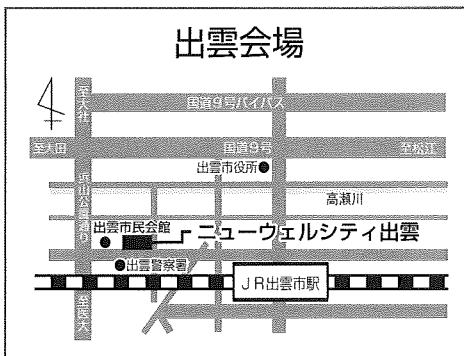 出雲会場
至大社
国道9号バイパス
至大田
国道9号
至松江
出雲市役所
近山公園通り
高瀬川
出雲市民会館
ニューウェルシティ出雲
出雲警察署
JR出雲市駅
至医大